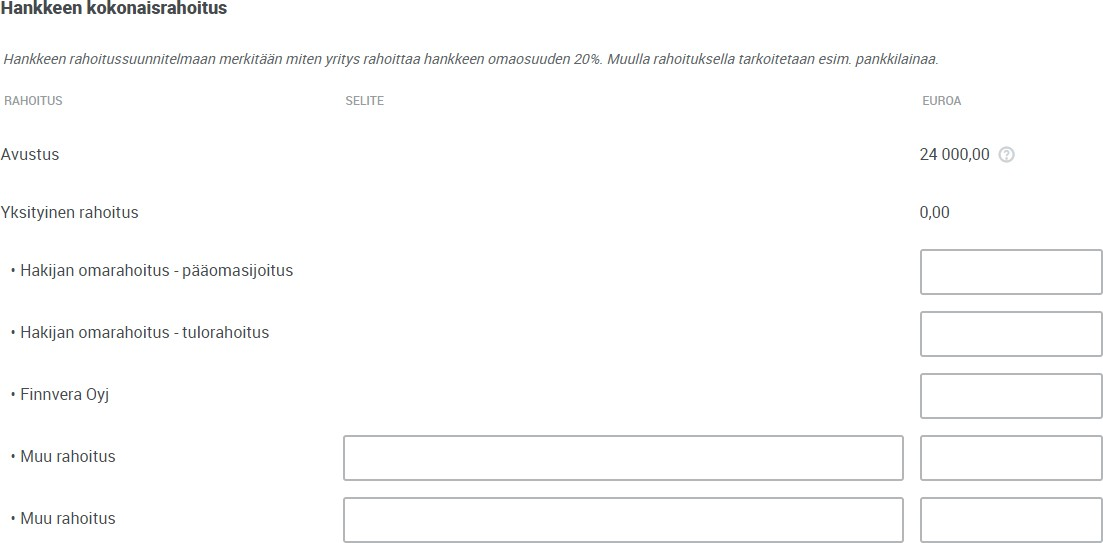 Hankkeen kokonaisrahoitus
Hankkeen rahoitussuunnitelmaan merkitään miten yritys rahoittaa hankkeen omaosuuden 20%. Muulla rahoituksella tarkoitetaan esim. pankkilainaa.
RAHOITUS SELITE EUROA
Avustus 24 000,00 ?
Yksityinen rahoitus 0,00
• Hakijan omarahoitus - pääomasijoitus
• Hakijan omarahoitus - tulorahoitus
• Finnvera Oyj
• Muu rahoitus
• Muu rahoitus